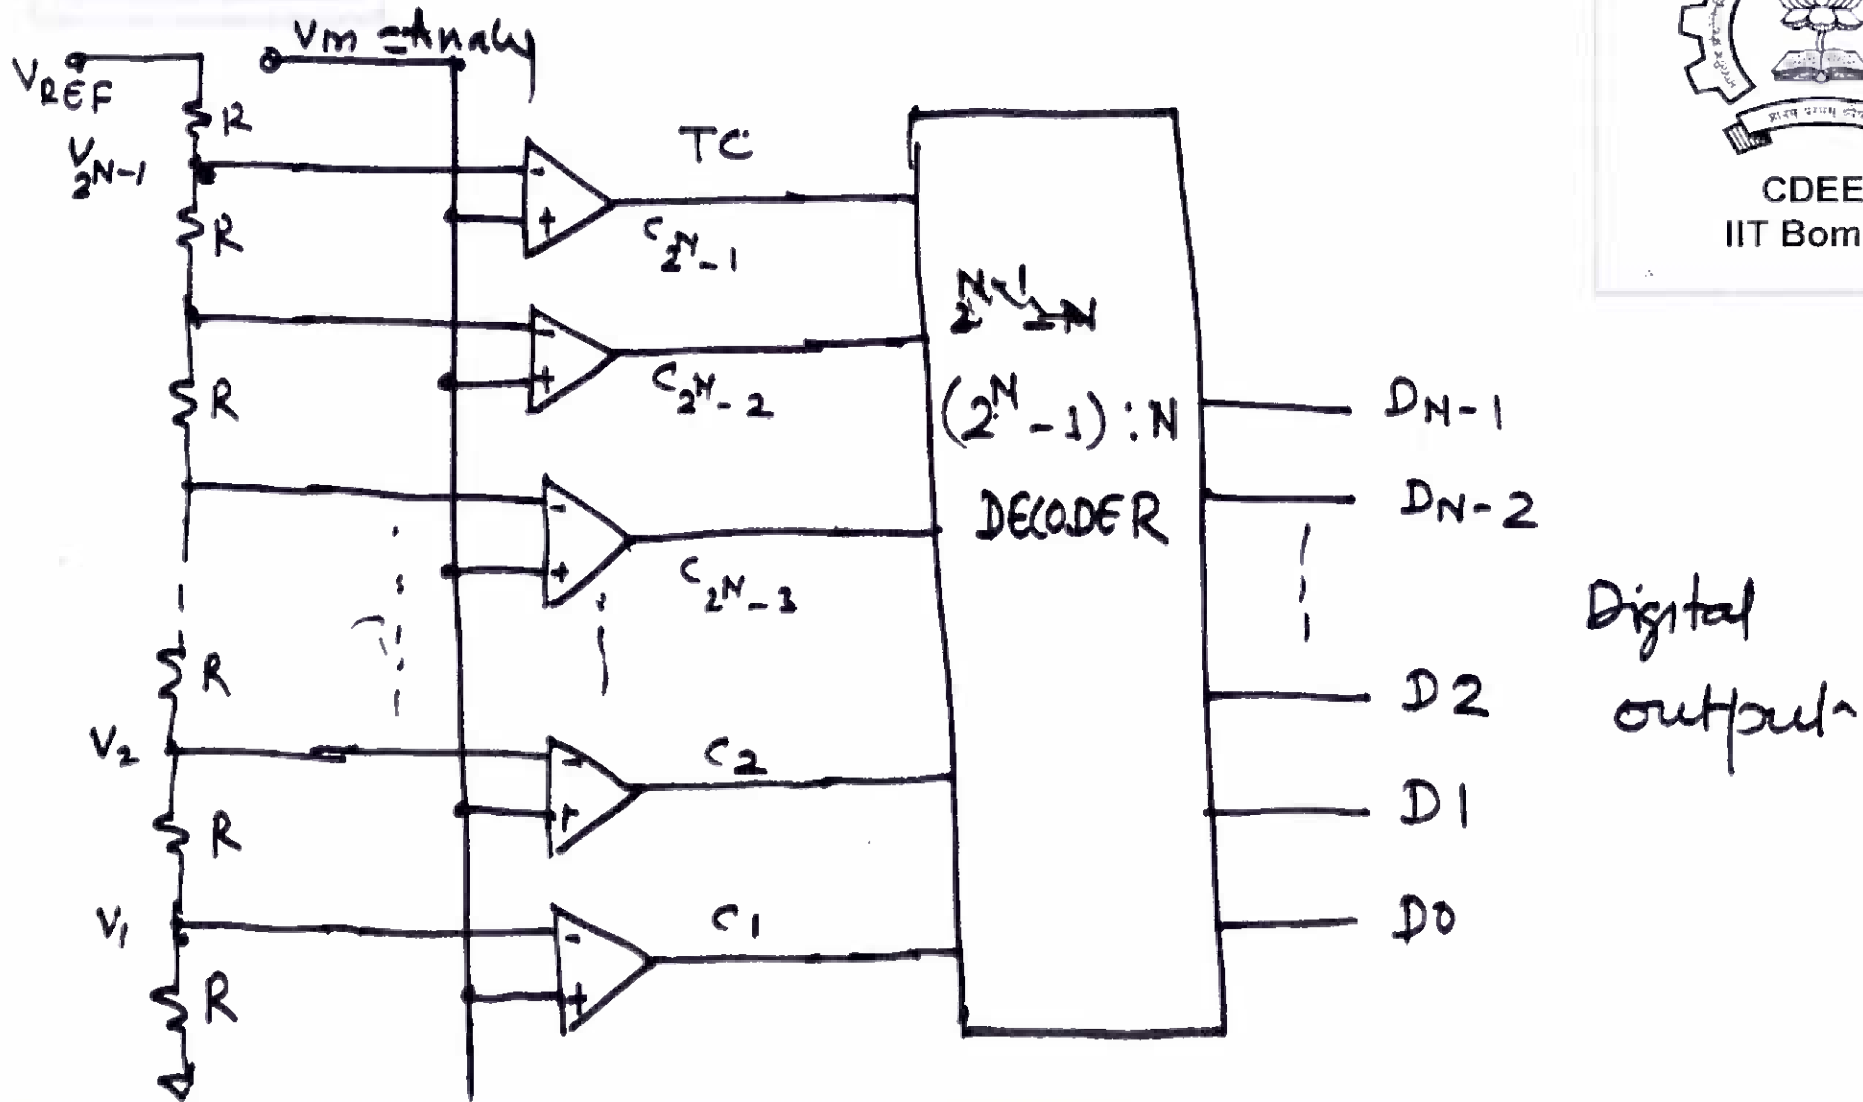 Vin = Analog
VREF
R
V2N-1
TC
C2N-1
R
(2N-1):N
DECODER
C2N-2
R
DN-1
DN-2
C2N-3
R
Digital
output
D2
V2
C2
R
D1
V1
C1
D0
R
CDEE
IIT Bom